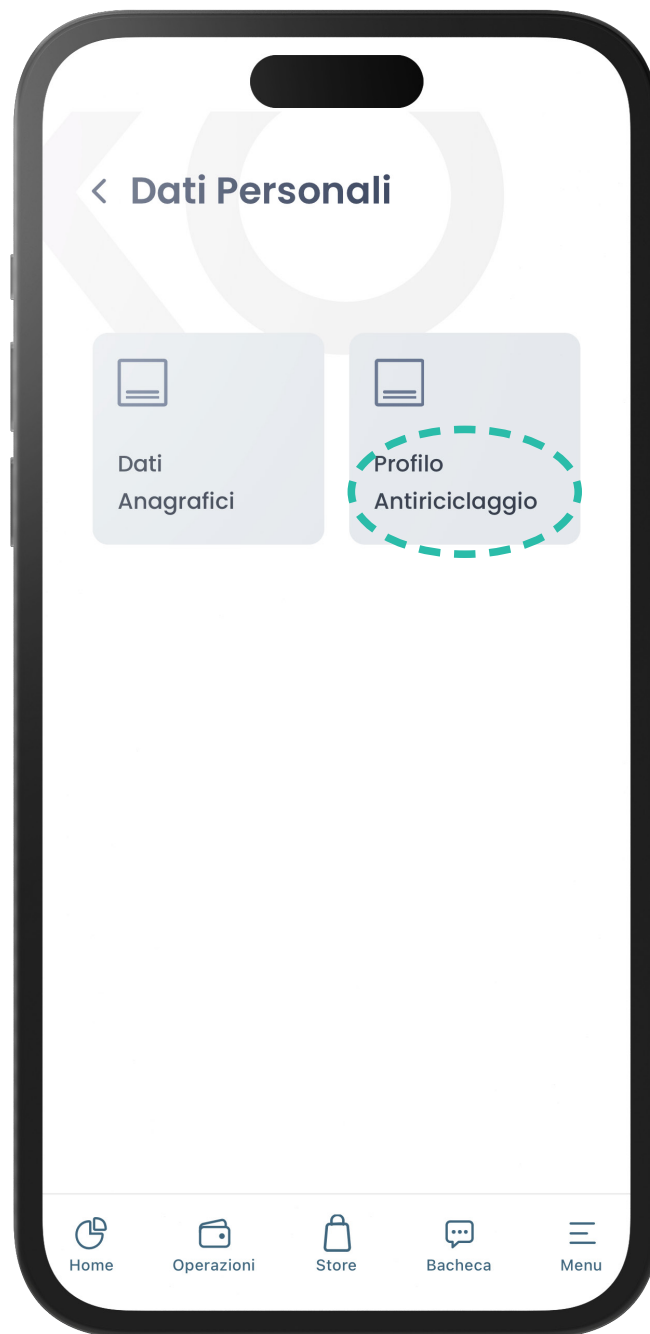 Dati Personali
Dati
Anagrafici
Profilo
Antiriciclaggio
Home
Operazioni
Store
Bacheca
Menu